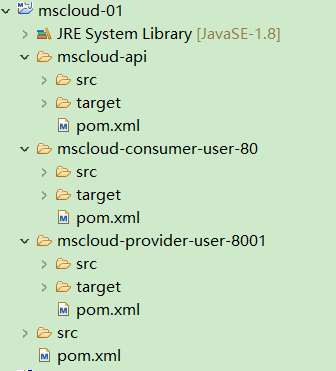 mscloud-01
JRE System Library [JavaSE-1.8]
mscloud-api
src
target
pom.xml
mscloud-consumer-user-80
src
target
pom.xml
mscloud-provider-user-8001
src
target
pom.xml
src
pom.xml